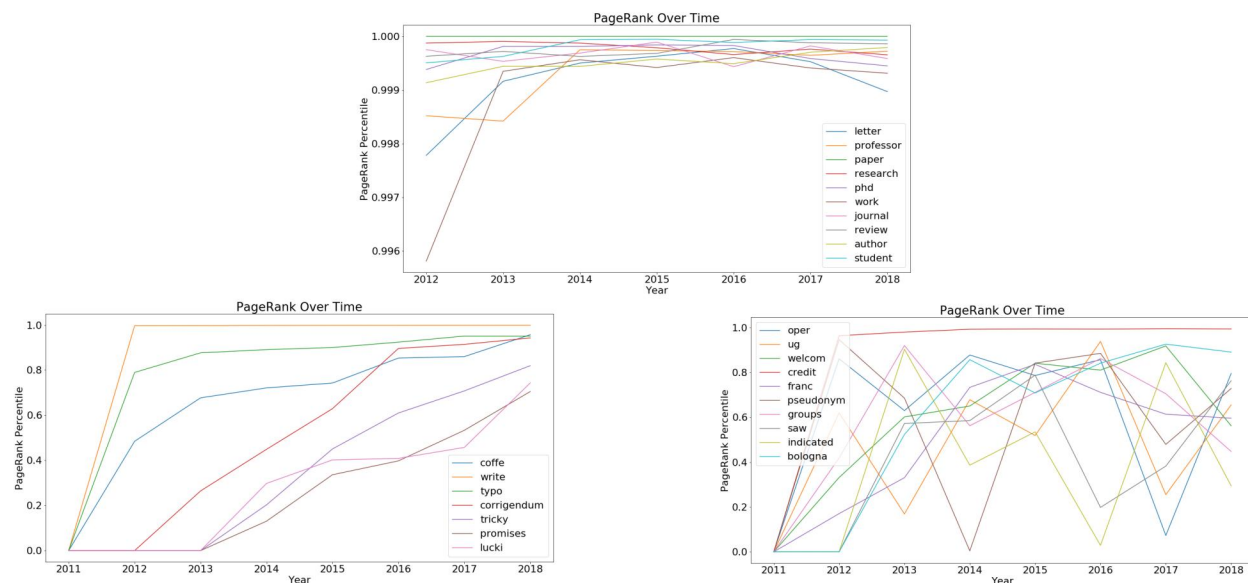 PageRank Over Time
PageRank Percentile
1.000
0.999
0.998
0.997
0.996
letter
professor
paper
research
phd
work
journal
review
author
student
2012 2013 2014 2015 2016 2017 2018
Year
PageRank Over Time
PageRank Percentile
1.0
0.8
0.6
0.4
0.2
0.0
coffe
write
typo
corrigendum
tricky
promises
lucki
2011 2012 2013 2014 2015 2016 2017 2018
Year
PageRank Over Time
PageRank Percentile
1.0
0.8
0.6
0.4
0.2
0.0
oper
ug
welcom
credit
franc
pseudonym
groups
saw
indicated
bologna
2011 2012 2013 2014 2015 2016 2017 2018
Year